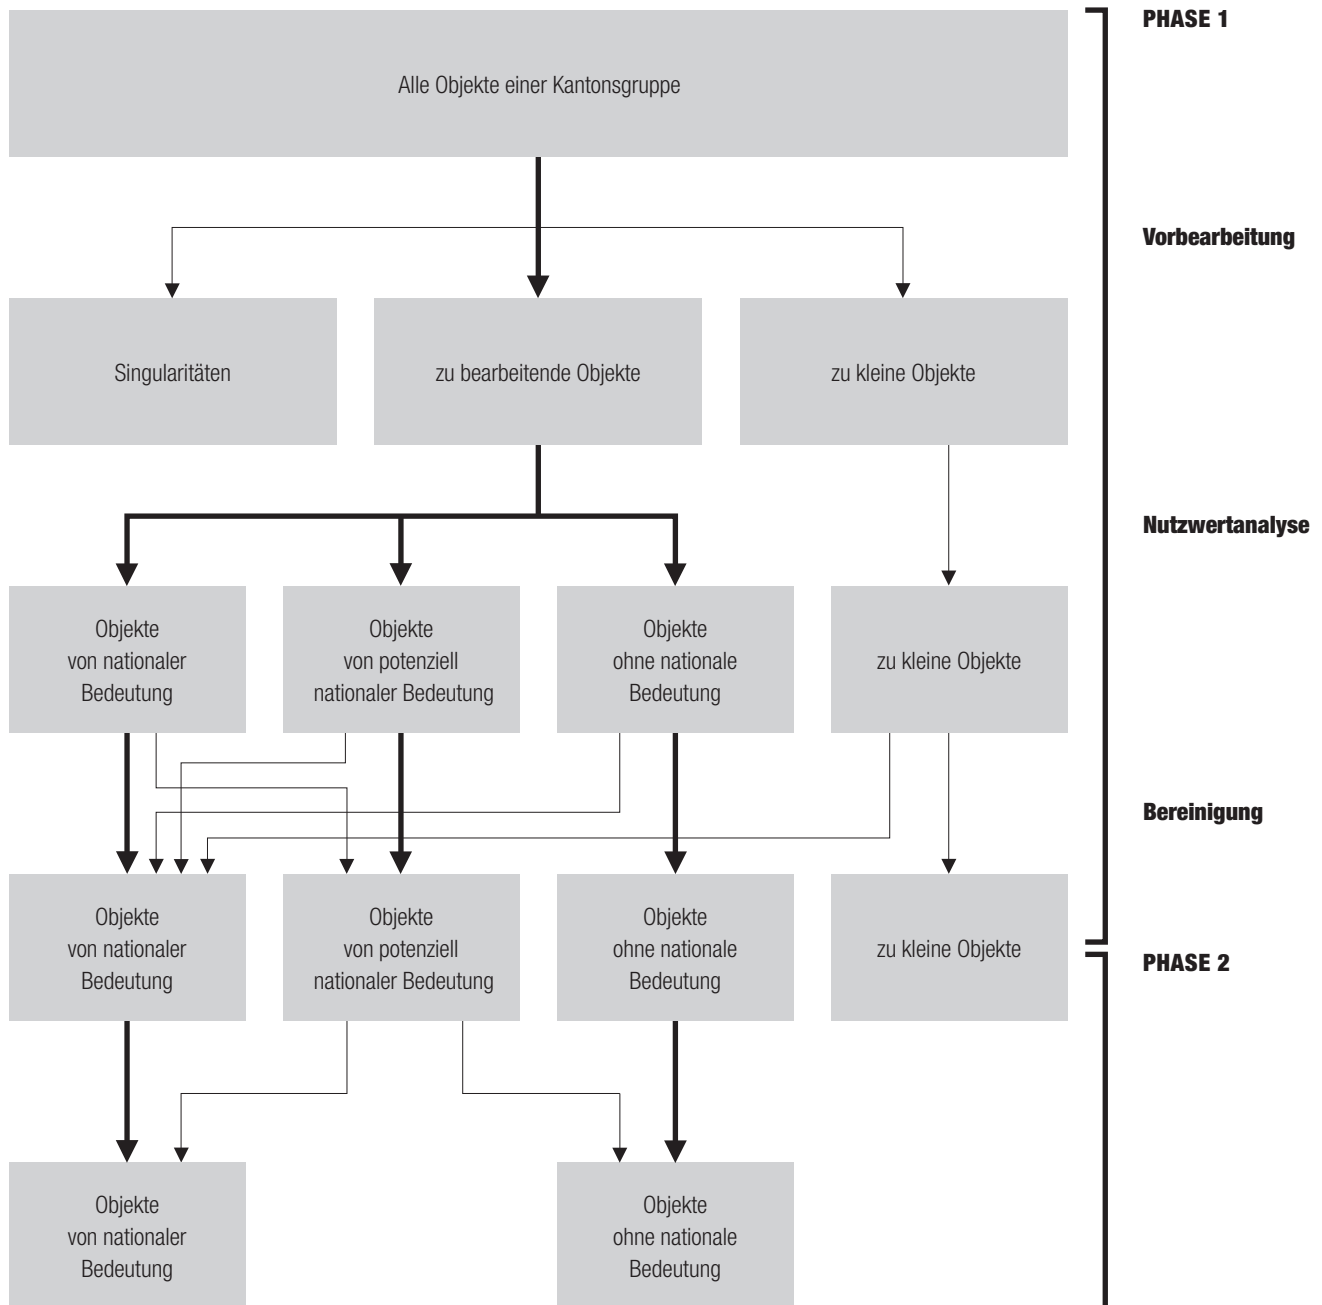 PHASE 1
Alle Objekte einer Kantonsgruppe
Vorbearbeitung
Singularitäten
zu bearbeitende Objekte
zu kleine Objekte
Nutzwertanalyse
Objekte
von nationaler
Bedeutung
Objekte
von potenziell
nationaler Bedeutung
Objekte
ohne nationale
Bedeutung
zu kleine Objekte
Bereinigung
Objekte
von nationaler
Bedeutung
Objekte
von potenziell
nationaler Bedeutung
Objekte
ohne nationale
Bedeutung
zu kleine Objekte
PHASE 2
Objekte
von nationaler
Bedeutung
Objekte
ohne nationale
Bedeutung